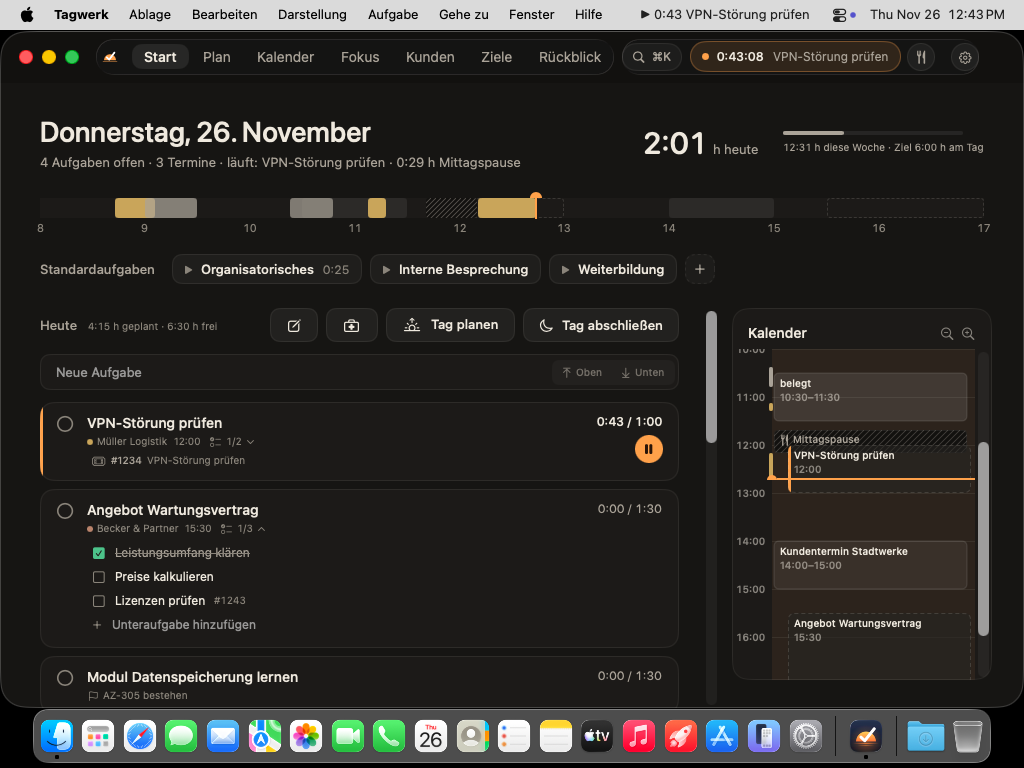 Tagwerk Ablage Bearbeiten Darstellung Aufgabe Gehe zu Fenster Hilfe 0:43 VPN-Störung prüfen Thu Nov 26 12:43 PM
Start Plan Kalender Fokus Kunden Ziele Rückblick ⌘K 0:43:08 VPN-Störung prüfen
Donnerstag, 26. November
4 Aufgaben offen · 3 Termine · läuft: VPN-Störung prüfen · 0:29 h Mittagspause
2:01 h heute
12:31 h diese Woche · Ziel 6:00 h am Tag
8 9 10 11 12 13 14 15 16 17
Standardaufgaben Organisatorisches 0:25 Interne Besprechung Weiterbildung +
Heute 4:15 h geplant · 6:30 h frei Tag planen Tag abschließen
Neue Aufgabe Oben Unten
VPN-Störung prüfen 0:43 / 1:00
Müller Logistik 12:00 1/2
#1234 VPN-Störung prüfen
Angebot Wartungsvertrag 0:00 / 1:30
Becker & Partner 15:30 1/3
Leistungsumfang klären
Preise kalkulieren
Lizenzen prüfen #1243
+ Unteraufgabe hinzufügen
Modul Datenspeicherung lernen 0:00 / 1:30
AZ-305 bestehen
Kalender
10:00
belegt
11:00 10:30–11:30
Mittagspause
12:00
VPN-Störung prüfen
12:00
13:00
14:00
Kundentermin Stadtwerke
14:00–15:00
15:00
Angebot Wartungsvertrag
16:00 15:30
Thu
26
tv